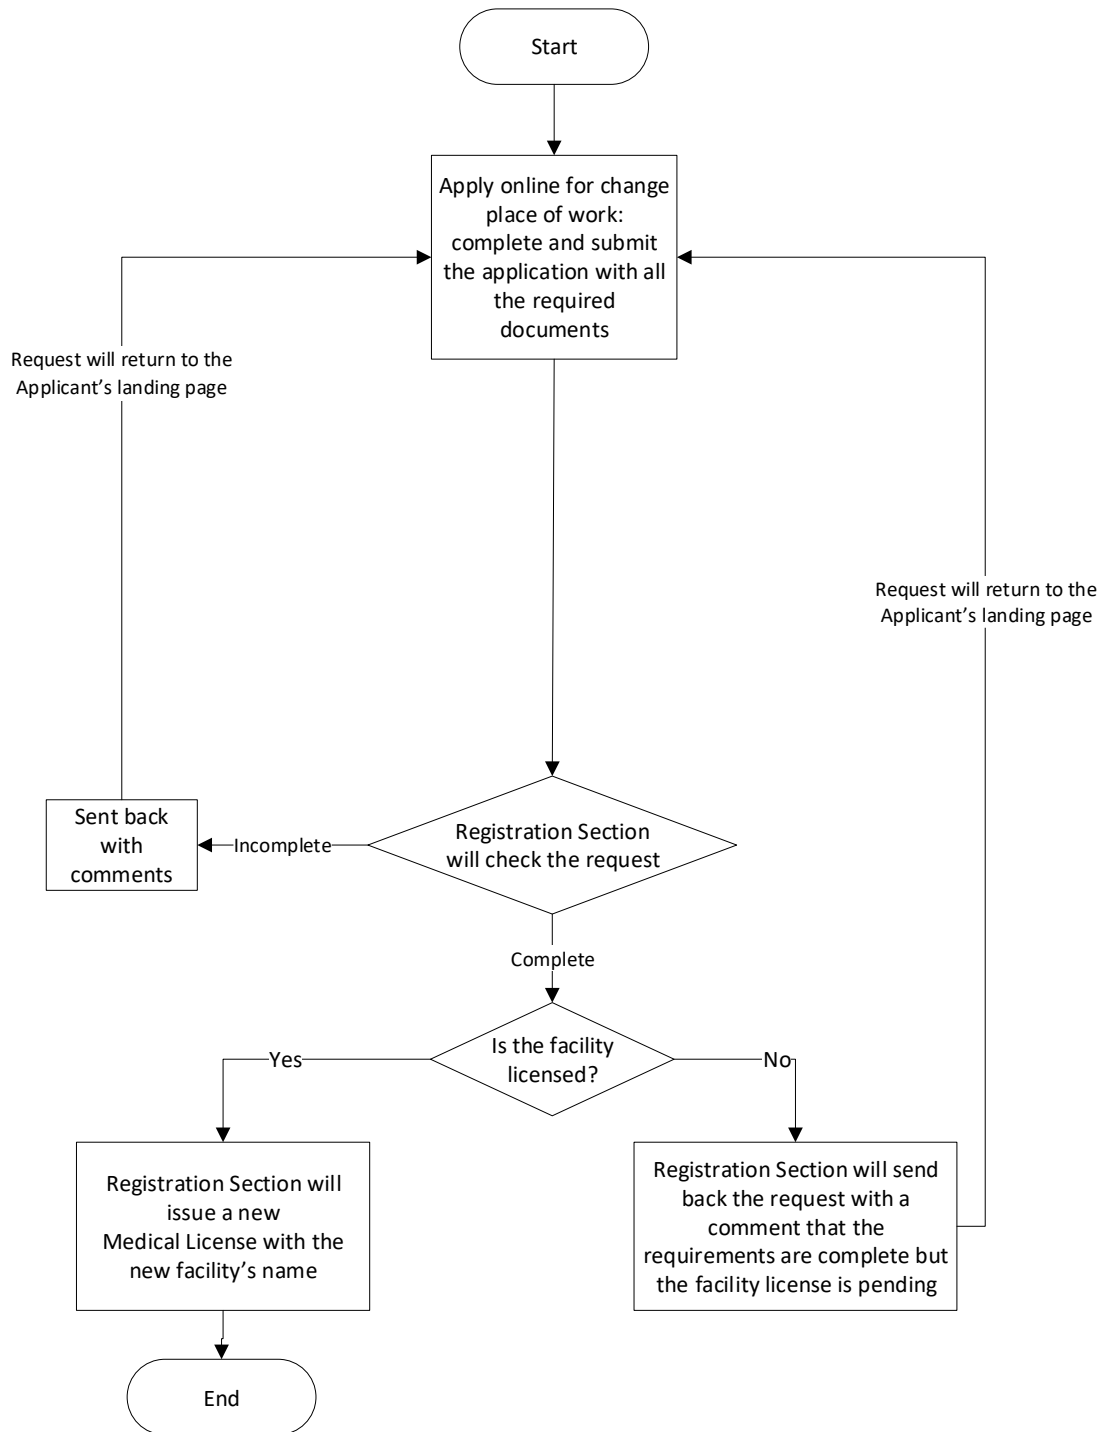 Start
Apply online for change
place of work:
complete and submit
the application with all
the required
documents
Request will return to the
Applicant’s landing page
Request will return to the
Applicant’s landing page
Sent back
with
comments
Incomplete
Registration Section
will check the request
Complete
Is the facility
licensed?
Yes
No
Registration Section will
issue a new
Medical License with the
new facility’s name
Registration Section will send
back the request with a
comment that the
requirements are complete but
the facility license is pending
End